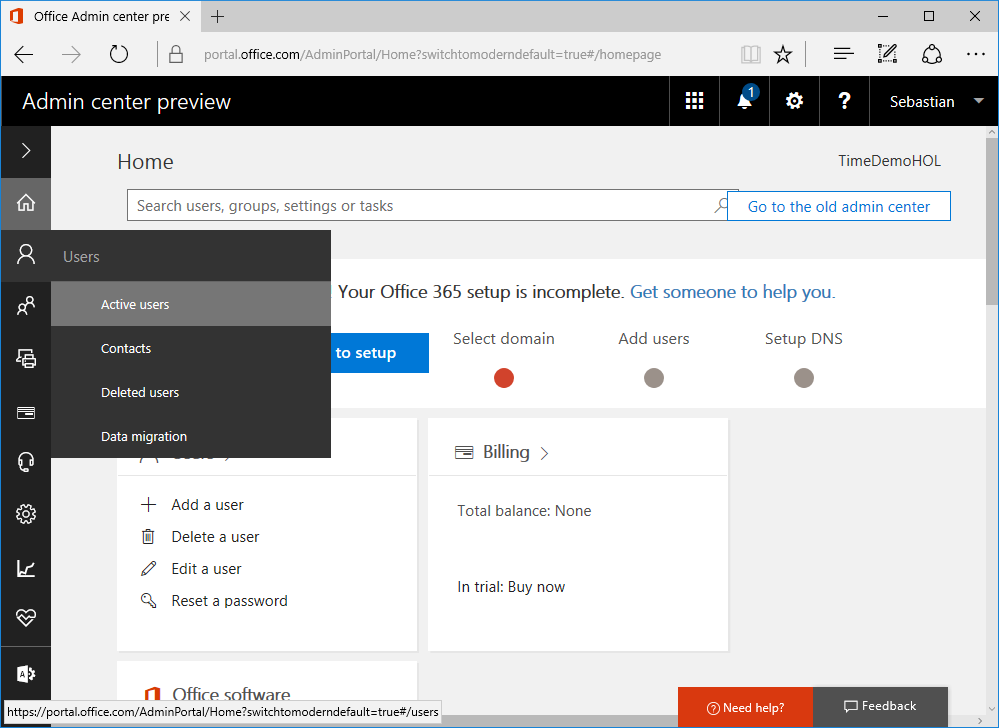 Office Admin center pre
portal.office.com/AdminPortal/Home?switchtomoderndefault=true#/homepage
Admin center preview
1
?
Sebastian
Home
TimeDemoHOL
Search users, groups, settings or tasks
Go to the old admin center
Users
Active users
Contacts
Deleted users
Data migration
Your Office 365 setup is incomplete. Get someone to help you.
to setup
Select domain
Add users
Setup DNS
Users
Billing
Add a user
Delete a user
Edit a user
Reset a password
Total balance: None
In trial: Buy now
Office software
https://portal.office.com/AdminPortal/Home?switchtomoderndefault=true#/users
Need help?
Feedback